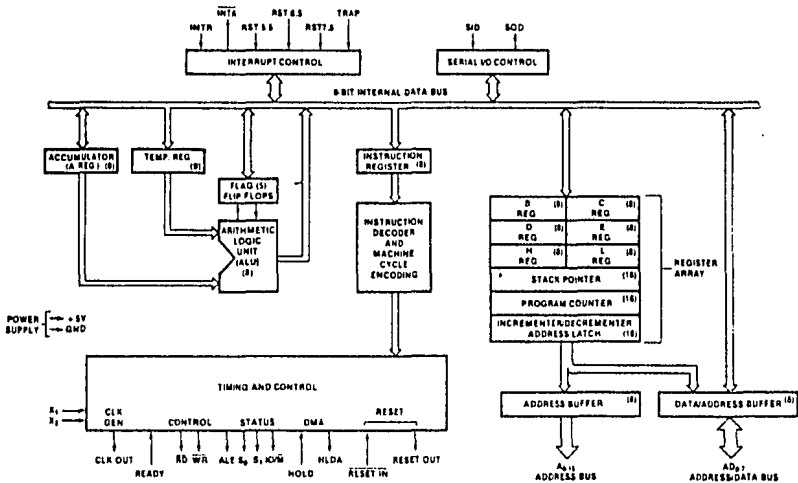 INTR INTA RST 5.5 RST 6.5 RST 7.5 TRAP
SID SOD
INTERRUPT CONTROL
SERIAL I/O CONTROL
8-BIT INTERNAL DATA BUS
ACCUMULATOR
(A REG) (8)
TEMP. REG
(8)
FLAG (5)
FLIP FLOPS
INSTRUCTION
REGISTER (8)
ARITHMETIC
LOGIC
UNIT
(ALU)
(8)
INSTRUCTION
DECODER
AND
MACHINE
CYCLE
ENCODING
B (8)
REG
C (8)
REG
D (8)
REG
E (8)
REG
H (8)
REG
L (8)
REG
STACK POINTER (16)
PROGRAM COUNTER (16)
INCREMENTER/DECREMENTER
ADDRESS LATCH (16)
REGISTER
ARRAY
POWER
SUPPLY
+5V
GND
TIMING AND CONTROL
X1
X2
CLK
GEN
CONTROL
STATUS
DMA
RESET
CLK OUT
READY
RD WR ALE S0 S1 IO/M
HOLD
HLDA
RESET IN
RESET OUT
ADDRESS BUFFER (8)
DATA/ADDRESS BUFFER (8)
A8-15
ADDRESS BUS
AD0-7
ADDRESS/DATA BUS